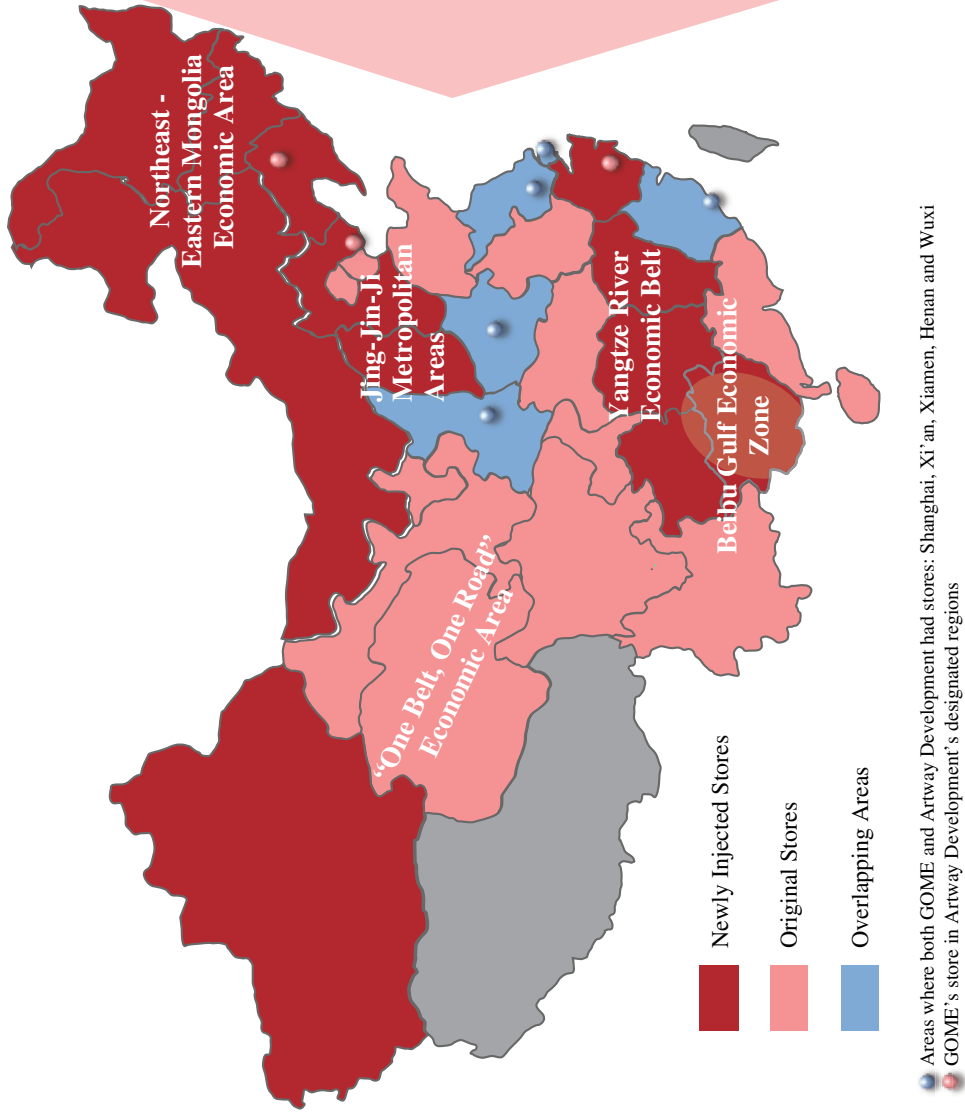 Northeast -
Eastern Mongolia
Economic Area
Jing-Jin-Ji
Metropolitan
Areas
“One Belt, One Road”
Economic Area
Yangtze River
Economic Belt
Beibu Gulf Economic
Zone
Newly Injected Stores
Original Stores
Overlapping Areas
Areas where both GOME and Artway Development had stores: Shanghai, Xi’an, Xiamen, Henan and Wuxi
GOME’s store in Artway Development’s designated regions